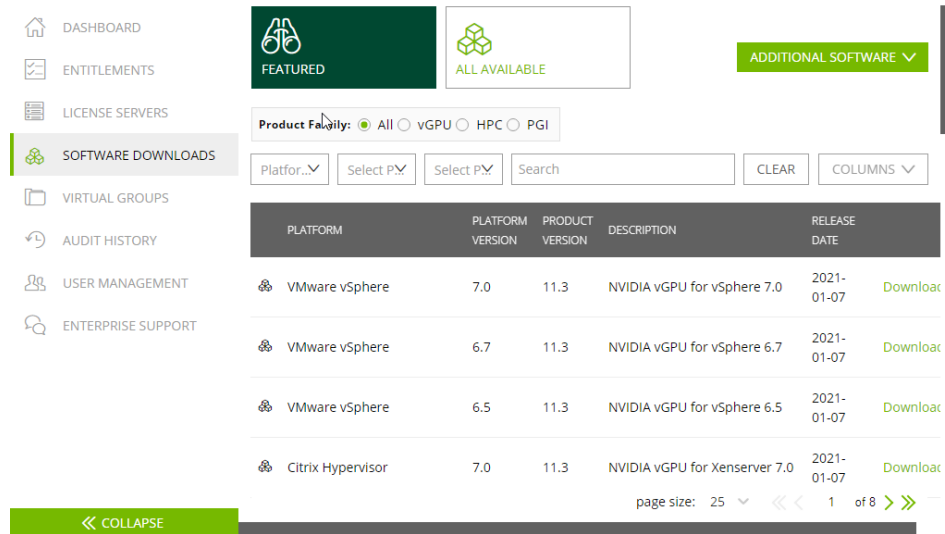 DASHBOARD
ENTITLEMENTS
LICENSE SERVERS
SOFTWARE DOWNLOADS
VIRTUAL GROUPS
AUDIT HISTORY
USER MANAGEMENT
ENTERPRISE SUPPORT
COLLAPSE
FEATURED
ALL AVAILABLE
ADDITIONAL SOFTWARE
Product Family: All vGPU HPC PGI
Platfor... Select P... Select P... Search CLEAR COLUMNS
PLATFORM PLATFORM VERSION PRODUCT VERSION DESCRIPTION RELEASE DATE
VMware vSphere 7.0 11.3 NVIDIA vGPU for vSphere 7.0 2021-01-07 Download
VMware vSphere 6.7 11.3 NVIDIA vGPU for vSphere 6.7 2021-01-07 Download
VMware vSphere 6.5 11.3 NVIDIA vGPU for vSphere 6.5 2021-01-07 Download
Citrix Hypervisor 7.0 11.3 NVIDIA vGPU for Xenserver 7.0 2021-01-07 Download
page size: 25 1 of 8